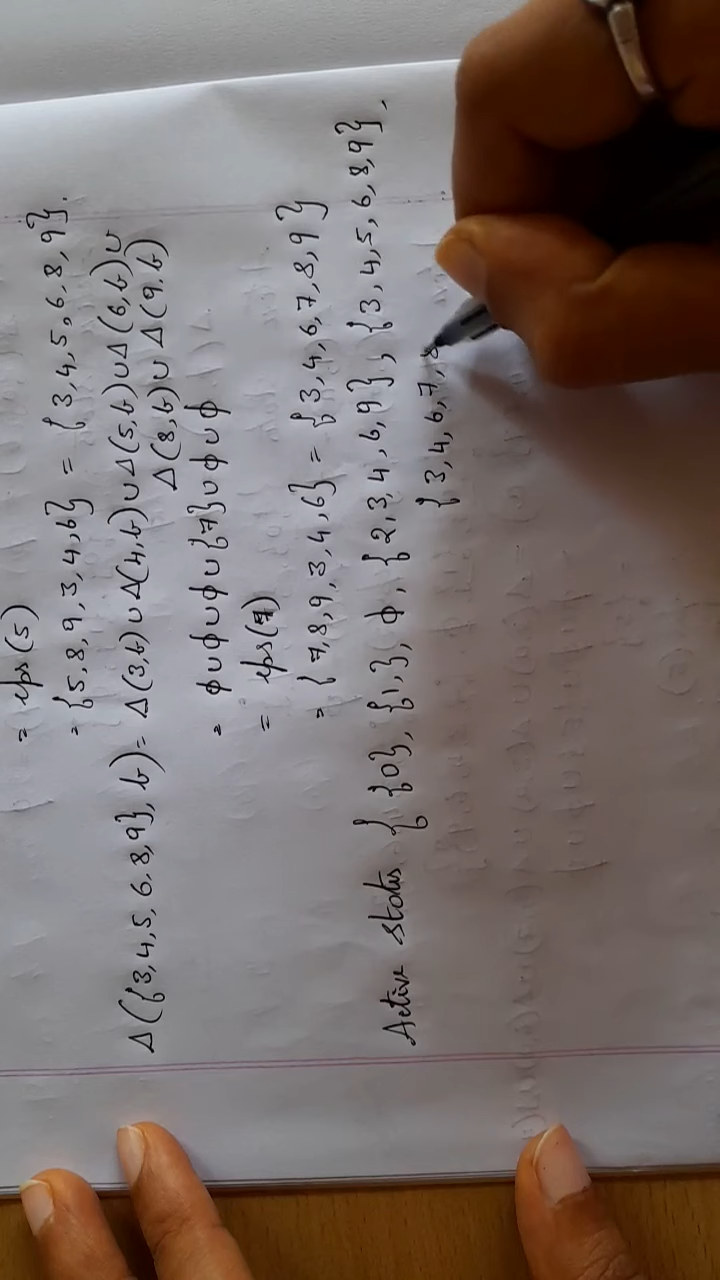 = eps(5)
= {5,8,9,3,4,6} = {3,4,5,6,8,9}.
Δ({3,4,5,6,8,9}, b) = Δ(3,b) ∪ Δ(4,b) ∪ Δ(5,b) ∪ Δ(6,b) ∪
Δ(8,b) ∪ Δ(9,b)
= ϕ ∪ ϕ ∪ ϕ ∪ {7} ∪ ϕ ∪ ϕ
= eps(7)
= {7,8,9,3,4,6} = {3,4,6,7,8,9}
Active states { {0}, {1,}, ϕ, {2,3,4,6,9}, {3,4,5,6,8,9},
{3,4,6,7,8